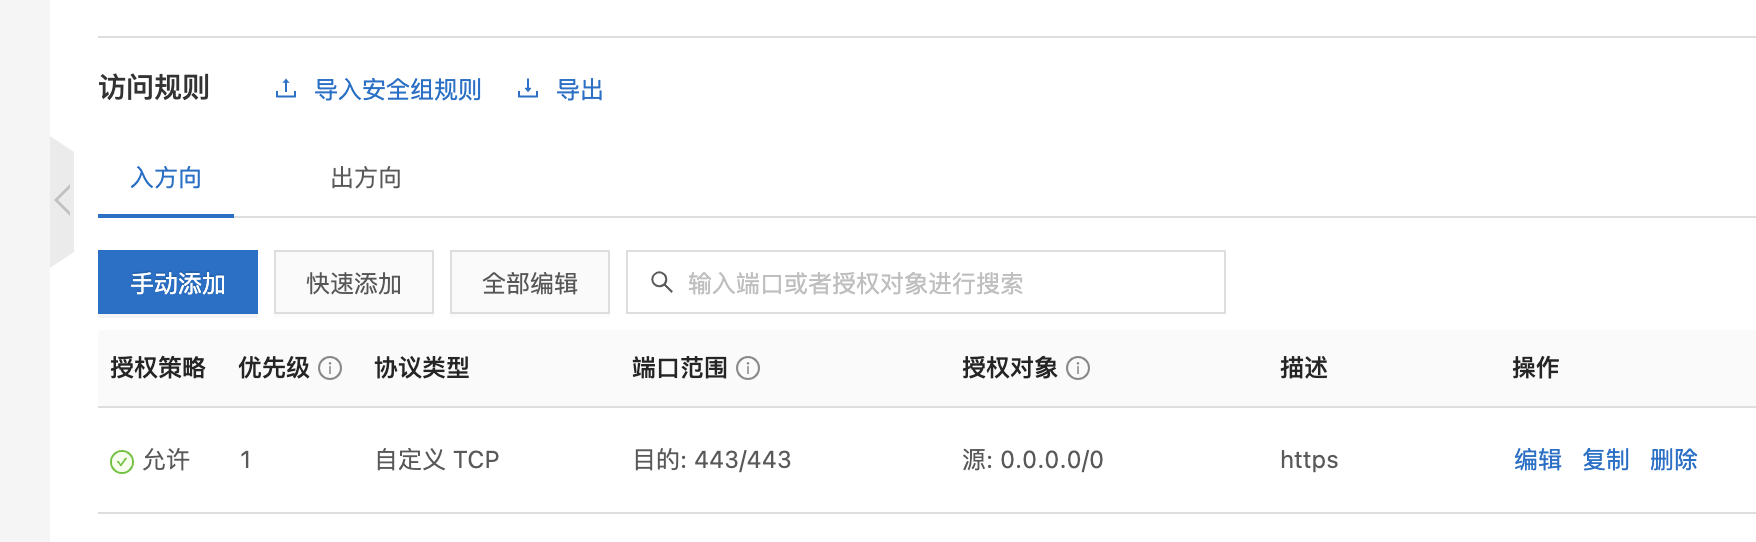 访问规则 导入安全组规则 导出
入方向 出方向
手动添加 快速添加 全部编辑 输入端口或者授权对象进行搜索
授权策略 优先级 协议类型 端口范围 授权对象 描述 操作
允许 1 自定义 TCP 目的: 443/443 源: 0.0.0.0/0 https 编辑 复制 删除